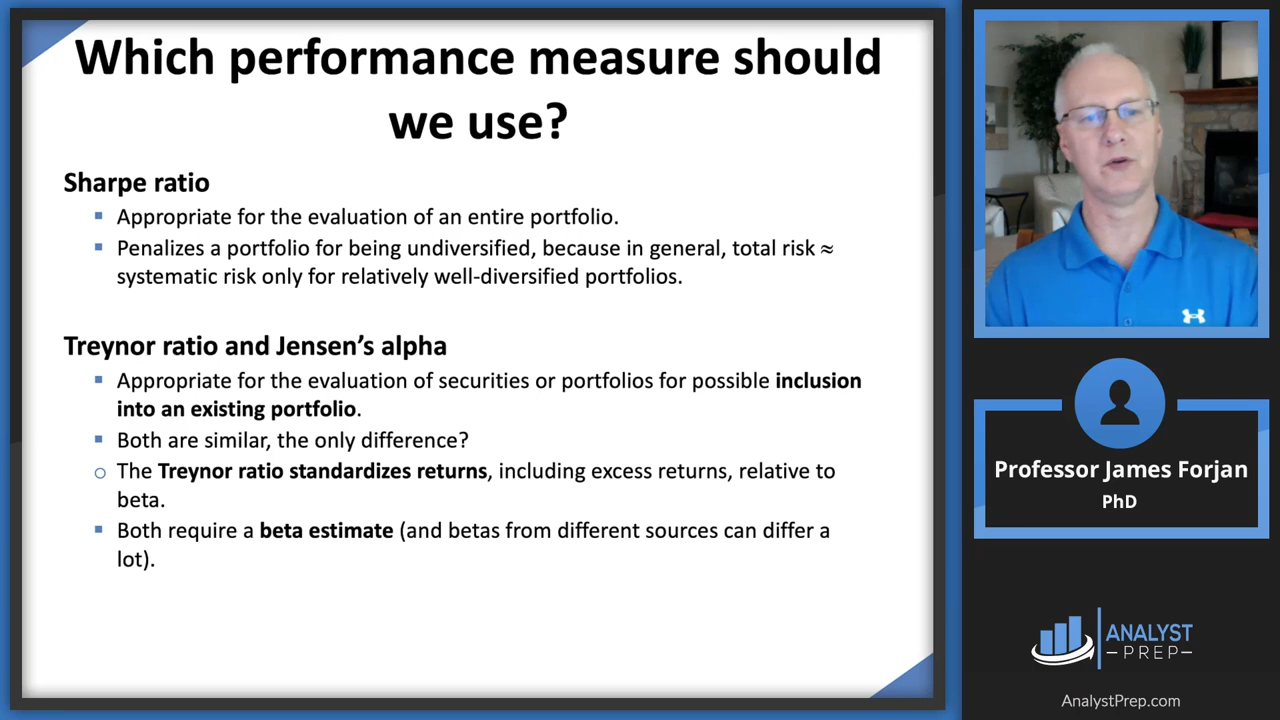 Which performance measure should
we use?
Sharpe ratio
▪ Appropriate for the evaluation of an entire portfolio.
▪ Penalizes a portfolio for being undiversified, because in general, total risk ≈
systematic risk only for relatively well-diversified portfolios.
Treynor ratio and Jensen’s alpha
▪ Appropriate for the evaluation of securities or portfolios for possible inclusion
into an existing portfolio.
▪ Both are similar, the only difference?
○ The Treynor ratio standardizes returns, including excess returns, relative to
beta.
▪ Both require a beta estimate (and betas from different sources can differ a
lot).
Professor James Forjan
PhD
ANALYST
–PREP–
AnalystPrep.com